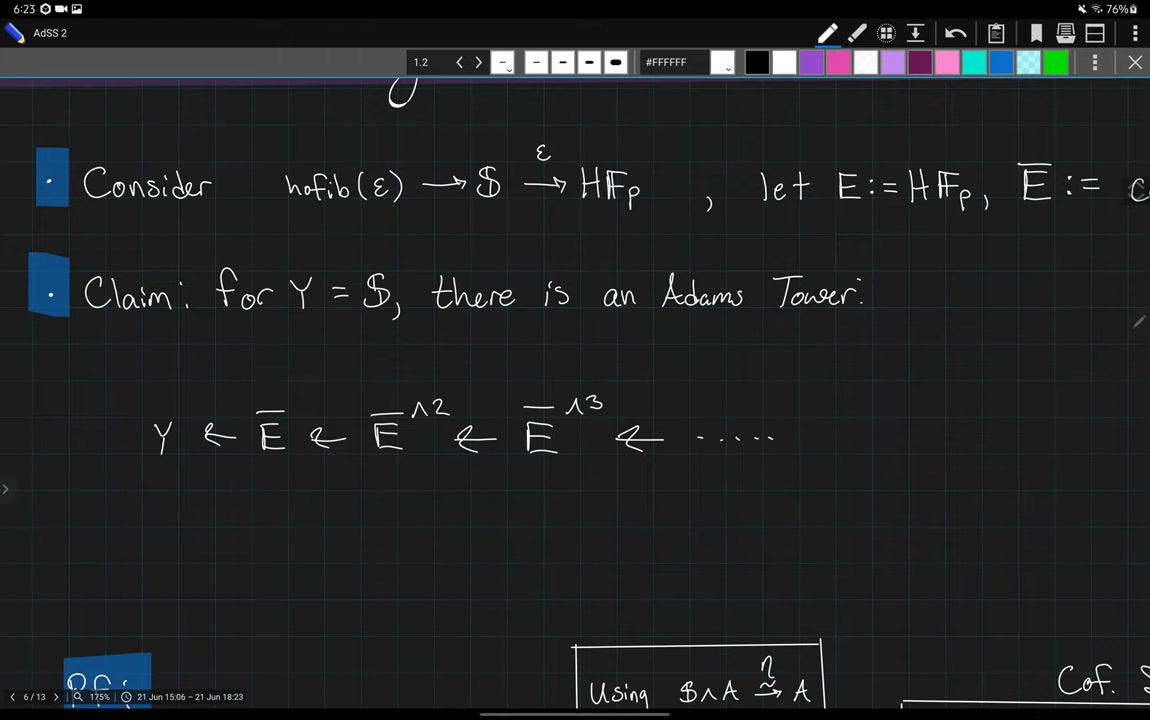 6:23 76%
AdSS 2
1.2 #FFFFFF
• Consider hofib(ε) → $ →^ε HFp , let E := HFp, E̅ := c
• Claim: for Y = $, there is an Adams Tower:
Y ← E̅ ← E̅^∧2 ← E̅^∧3 ← .....
Pf:
Using $∧A →^η A
Cof. S
6/13 175% 21 Jun 15:06 – 21 Jun 18:23